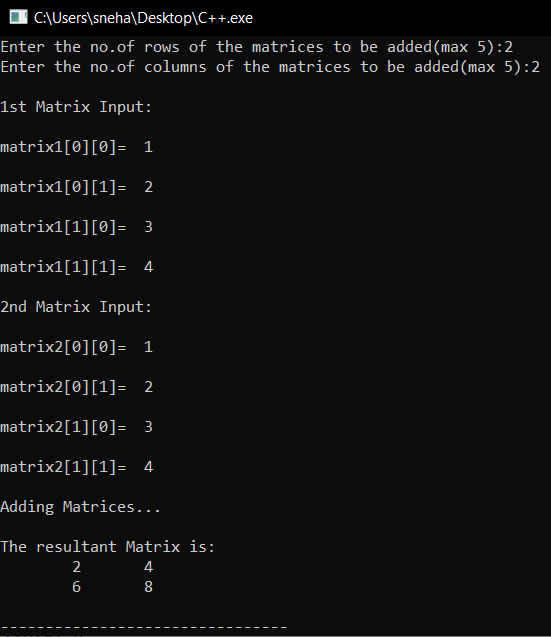 C:\Users\sneha\Desktop\C++.exe
Enter the no.of rows of the matrices to be added(max 5):2
Enter the no.of columns of the matrices to be added(max 5):2
1st Matrix Input:
matrix1[0][0]=  1
matrix1[0][1]=  2
matrix1[1][0]=  3
matrix1[1][1]=  4
2nd Matrix Input:
matrix2[0][0]=  1
matrix2[0][1]=  2
matrix2[1][0]=  3
matrix2[1][1]=  4
Adding Matrices...
The resultant Matrix is:
        2       4
        6       8
--------------------------------